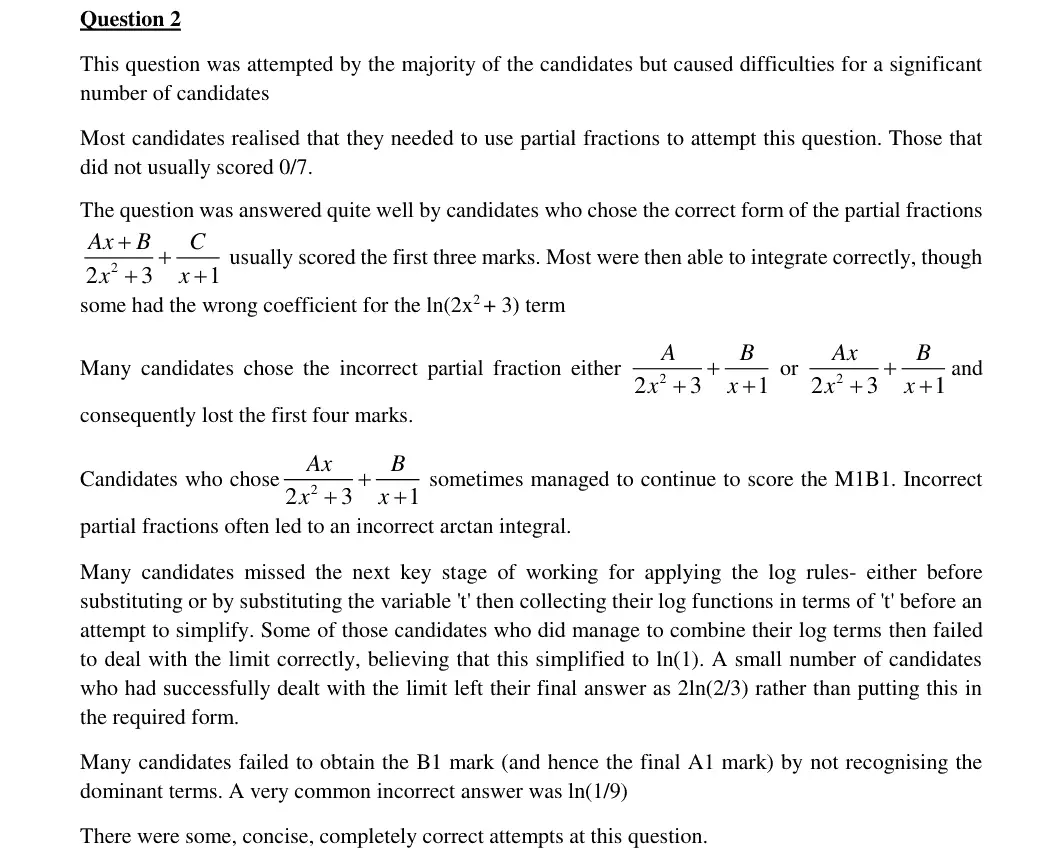 Question 2
This question was attempted by the majority of the candidates but caused difficulties for a significant
number of candidates
Most candidates realised that they needed to use partial fractions to attempt this question. Those that
did not usually scored 0/7.
The question was answered quite well by candidates who chose the correct form of the partial fractions
(Ax + B)/(2x² + 3) + C/(x + 1) usually scored the first three marks. Most were then able to integrate correctly, though
some had the wrong coefficient for the ln(2x² + 3) term
Many candidates chose the incorrect partial fraction either A/(2x² + 3) + B/(x + 1) or Ax/(2x² + 3) + B/(x + 1) and
consequently lost the first four marks.
Candidates who chose Ax/(2x² + 3) + B/(x + 1) sometimes managed to continue to score the M1B1. Incorrect
partial fractions often led to an incorrect arctan integral.
Many candidates missed the next key stage of working for applying the log rules- either before
substituting or by substituting the variable 't' then collecting their log functions in terms of 't' before an
attempt to simplify. Some of those candidates who did manage to combine their log terms then failed
to deal with the limit correctly, believing that this simplified to ln(1). A small number of candidates
who had successfully dealt with the limit left their final answer as 2ln(2/3) rather than putting this in
the required form.
Many candidates failed to obtain the B1 mark (and hence the final A1 mark) by not recognising the
dominant terms. A very common incorrect answer was ln(1/9)
There were some, concise, completely correct attempts at this question.